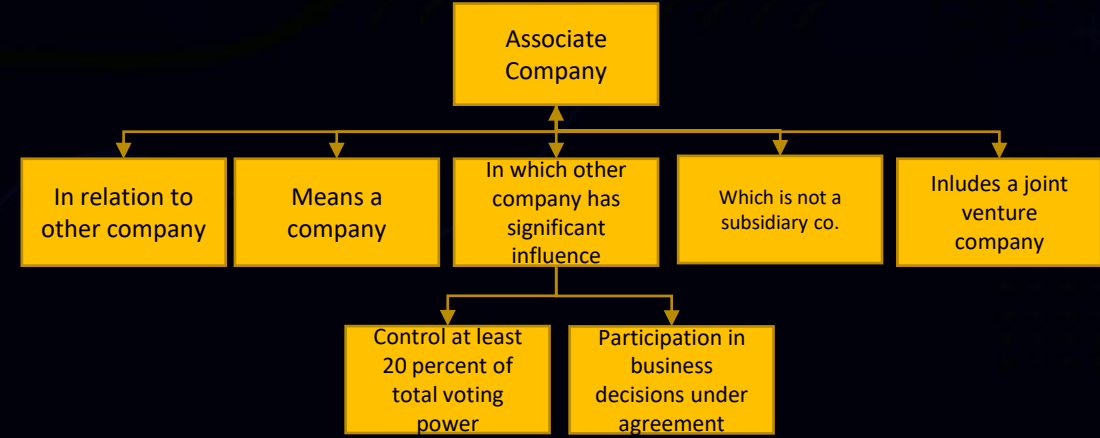 Associate
Company
In relation to
other company
Means a
company
In which other
company has
significant
influence
Which is not a
subsidiary co.
Inludes a joint
venture
company
Control at least
20 percent of
total voting
power
Participation in
business
decisions under
agreement